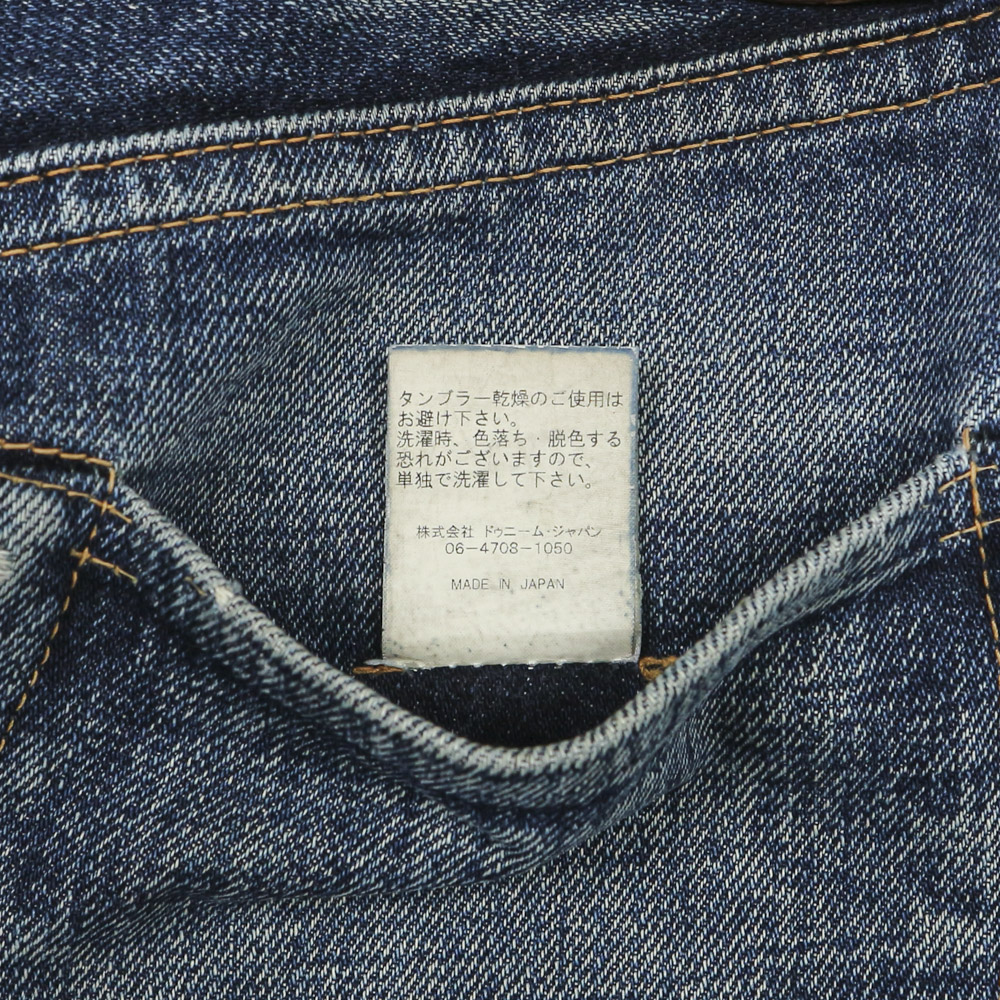 タンブラー乾燥のご使用は
お避け下さい。
洗濯時、色落ち・脱色する
恐れがございますので、
単独で洗濯して下さい。
株式会社 ドゥニーム・ジャパン
06-4708-1050
MADE IN JAPAN